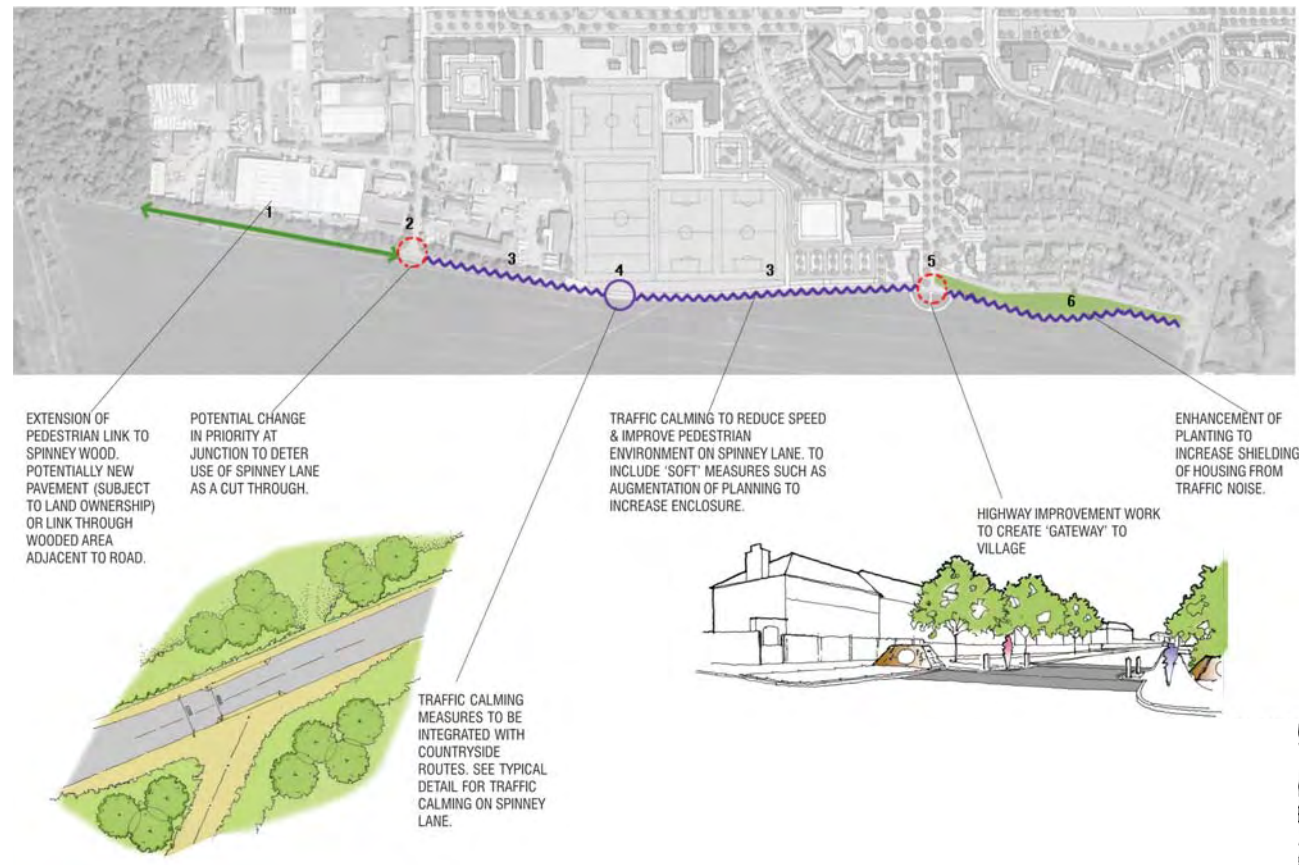 1
2
3
4
3
5
6
EXTENSION OF
PEDESTRIAN LINK TO
SPINNEY WOOD.
POTENTIALLY NEW
PAVEMENT (SUBJECT
TO LAND OWNERSHIP)
OR LINK THROUGH
WOODED AREA
ADJACENT TO ROAD.
POTENTIAL CHANGE
IN PRIORITY AT
JUNCTION TO DETER
USE OF SPINNEY LANE
AS A CUT THROUGH.
TRAFFIC CALMING TO REDUCE SPEED
& IMPROVE PEDESTRIAN
ENVIRONMENT ON SPINNEY LANE. TO
INCLUDE ‘SOFT’ MEASURES SUCH AS
AUGMENTATION OF PLANNING TO
INCREASE ENCLOSURE.
ENHANCEMENT OF
PLANTING TO
INCREASE SHIELDING
OF HOUSING FROM
TRAFFIC NOISE.
HIGHWAY IMPROVEMENT WORK
TO CREATE ‘GATEWAY’ TO
VILLAGE
TRAFFIC CALMING
MEASURES TO BE
INTEGRATED WITH
COUNTRYSIDE
ROUTES. SEE TYPICAL
DETAIL FOR TRAFFIC
CALMING ON SPINNEY
LANE.